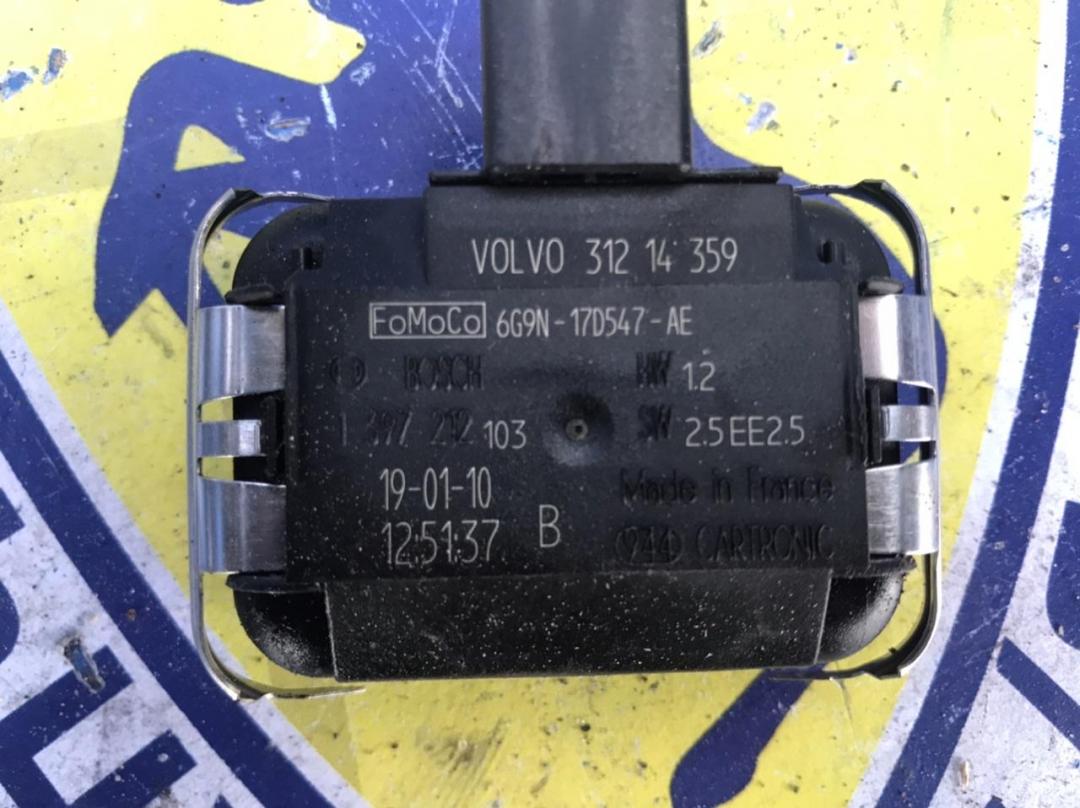 VOLVO 312 14 359
FoMoCo 6G9N-17D547-AE
BOSCH HW 1.2
1 397 212 103 SW 2.5EE2.5
19-01-10 Made in France
12:51:37 B 944 CARTRONIC